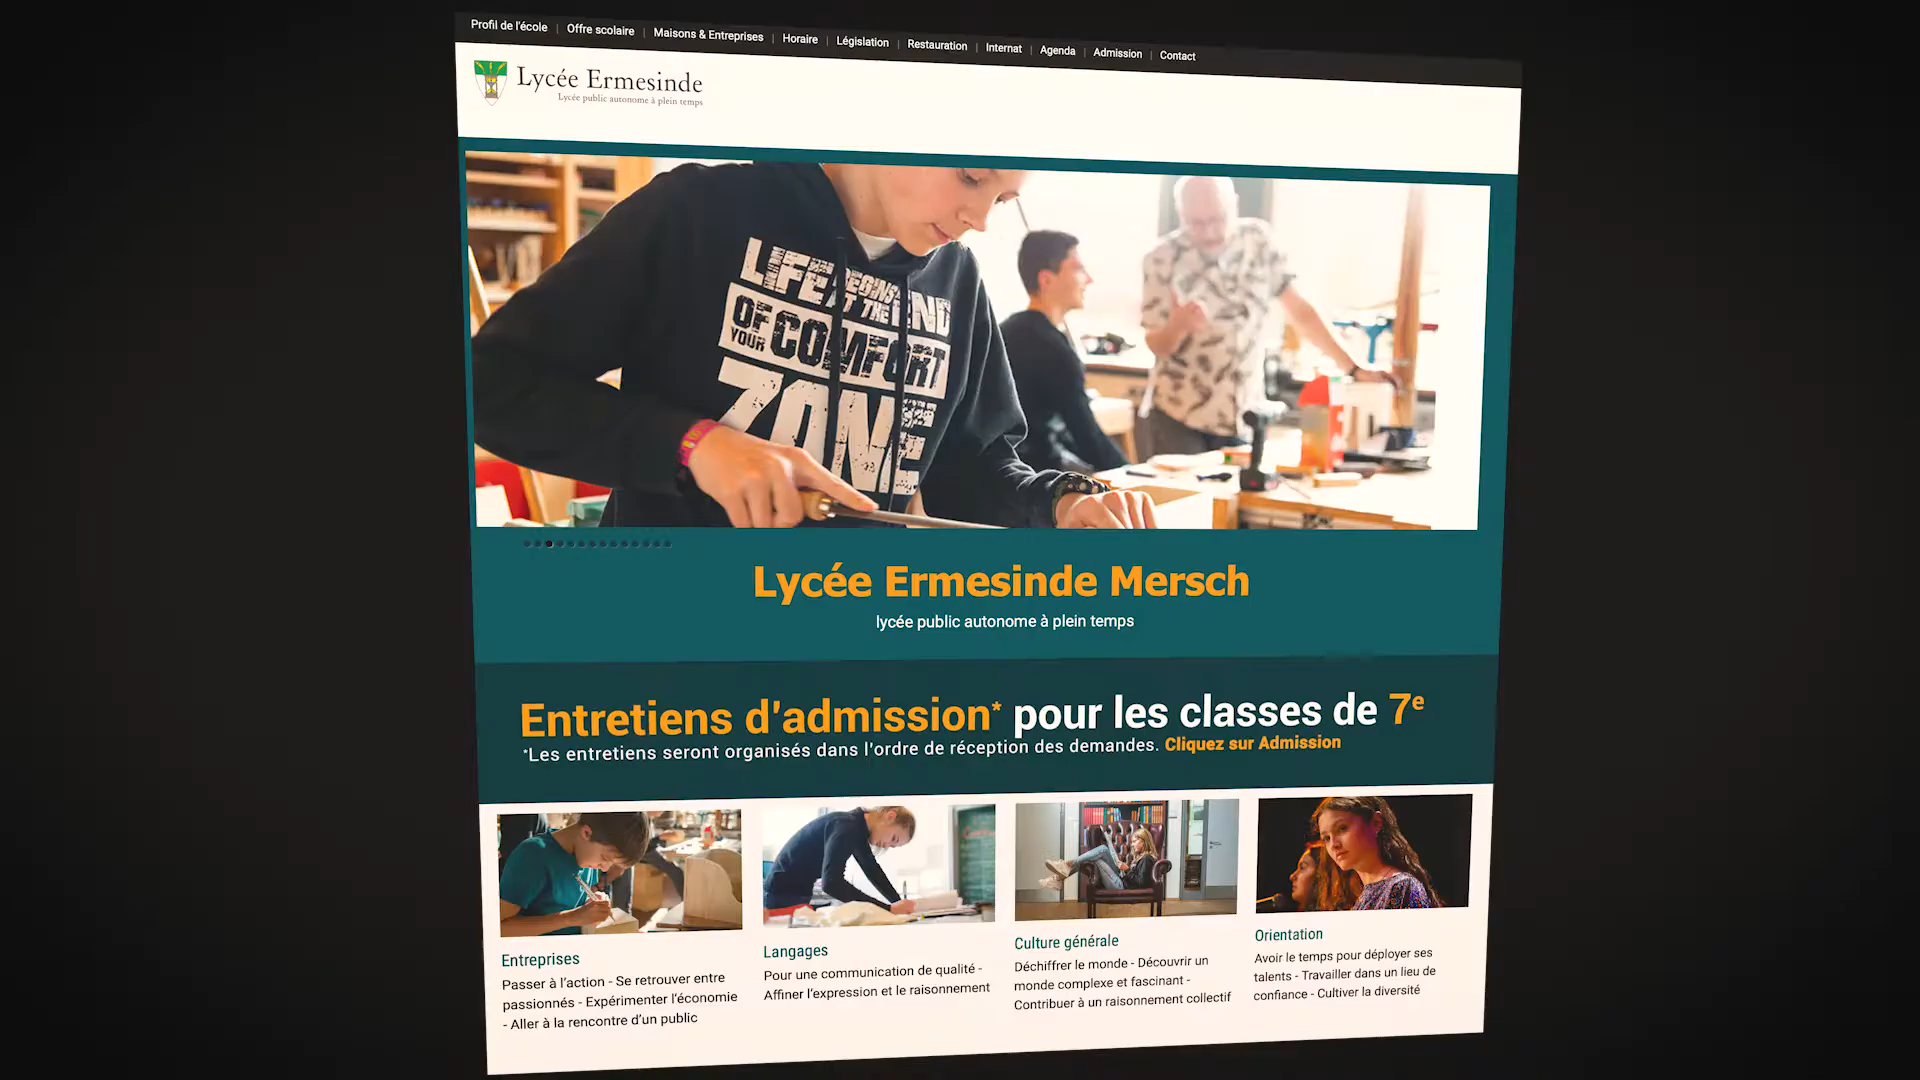 Profil de l'école | Offre scolaire | Maisons & Entreprises | Horaire | Législation | Restauration | Internat | Agenda | Admission | Contact
Lycée Ermesinde
Lycée public autonome à plein temps
LIFE BEGINS AT THE END
OF YOUR COMFORT
ZONE
Lycée Ermesinde Mersch
lycée public autonome à plein temps
Entretiens d'admission* pour les classes de 7e
*Les entretiens seront organisés dans l'ordre de réception des demandes. Cliquez sur Admission
Entreprises
Passer à l'action - Se retrouver entre
passionnés - Expérimenter l'économie
- Aller à la rencontre d'un public
Langages
Pour une communication de qualité -
Affiner l'expression et le raisonnement
Culture générale
Déchiffrer le monde - Découvrir un
monde complexe et fascinant -
Contribuer à un raisonnement collectif
Orientation
Avoir le temps pour déployer ses
talents - Travailler dans un lieu de
confiance - Cultiver la diversité